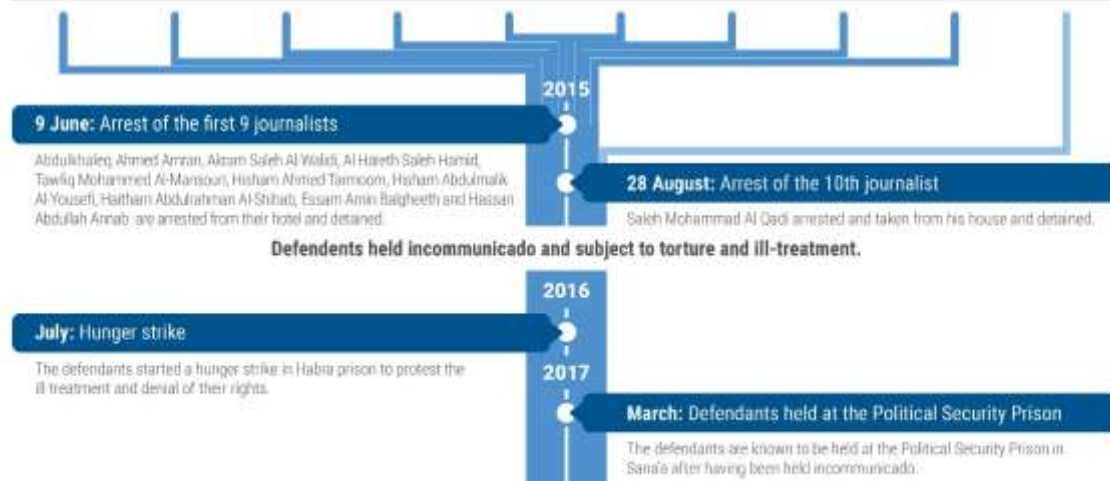 2015
9 June: Arrest of the first 9 journalists
Abdulkhaleq Ahmed Amran, Akram Saleh Al Walidi, Al Hareth Saleh Hamid,
Tawfiq Mohammed Al-Mansouri, Hisham Ahmed Tarmoom, Hisham Abdulmalik
Al-Yousefi, Haitham Abdulrahman Al-Shihab, Essam Amin Balgheeth and Hassan
Abdullah Annab are arrested from their hotel and detained.
28 August: Arrest of the 10th journalist
Saleh Mohammad Al Qadi arrested and taken from his house and detained.
Defendents held incommunicado and subject to torture and ill-treatment.
2016
July: Hunger strike
The defendants started a hunger strike in Habra prison to protest the
ill treatment and denial of their rights.
2017
March: Defendants held at the Political Security Prison
The defendants are known to be held at the Political Security Prison in
Sana'a after having been held incommunicado.